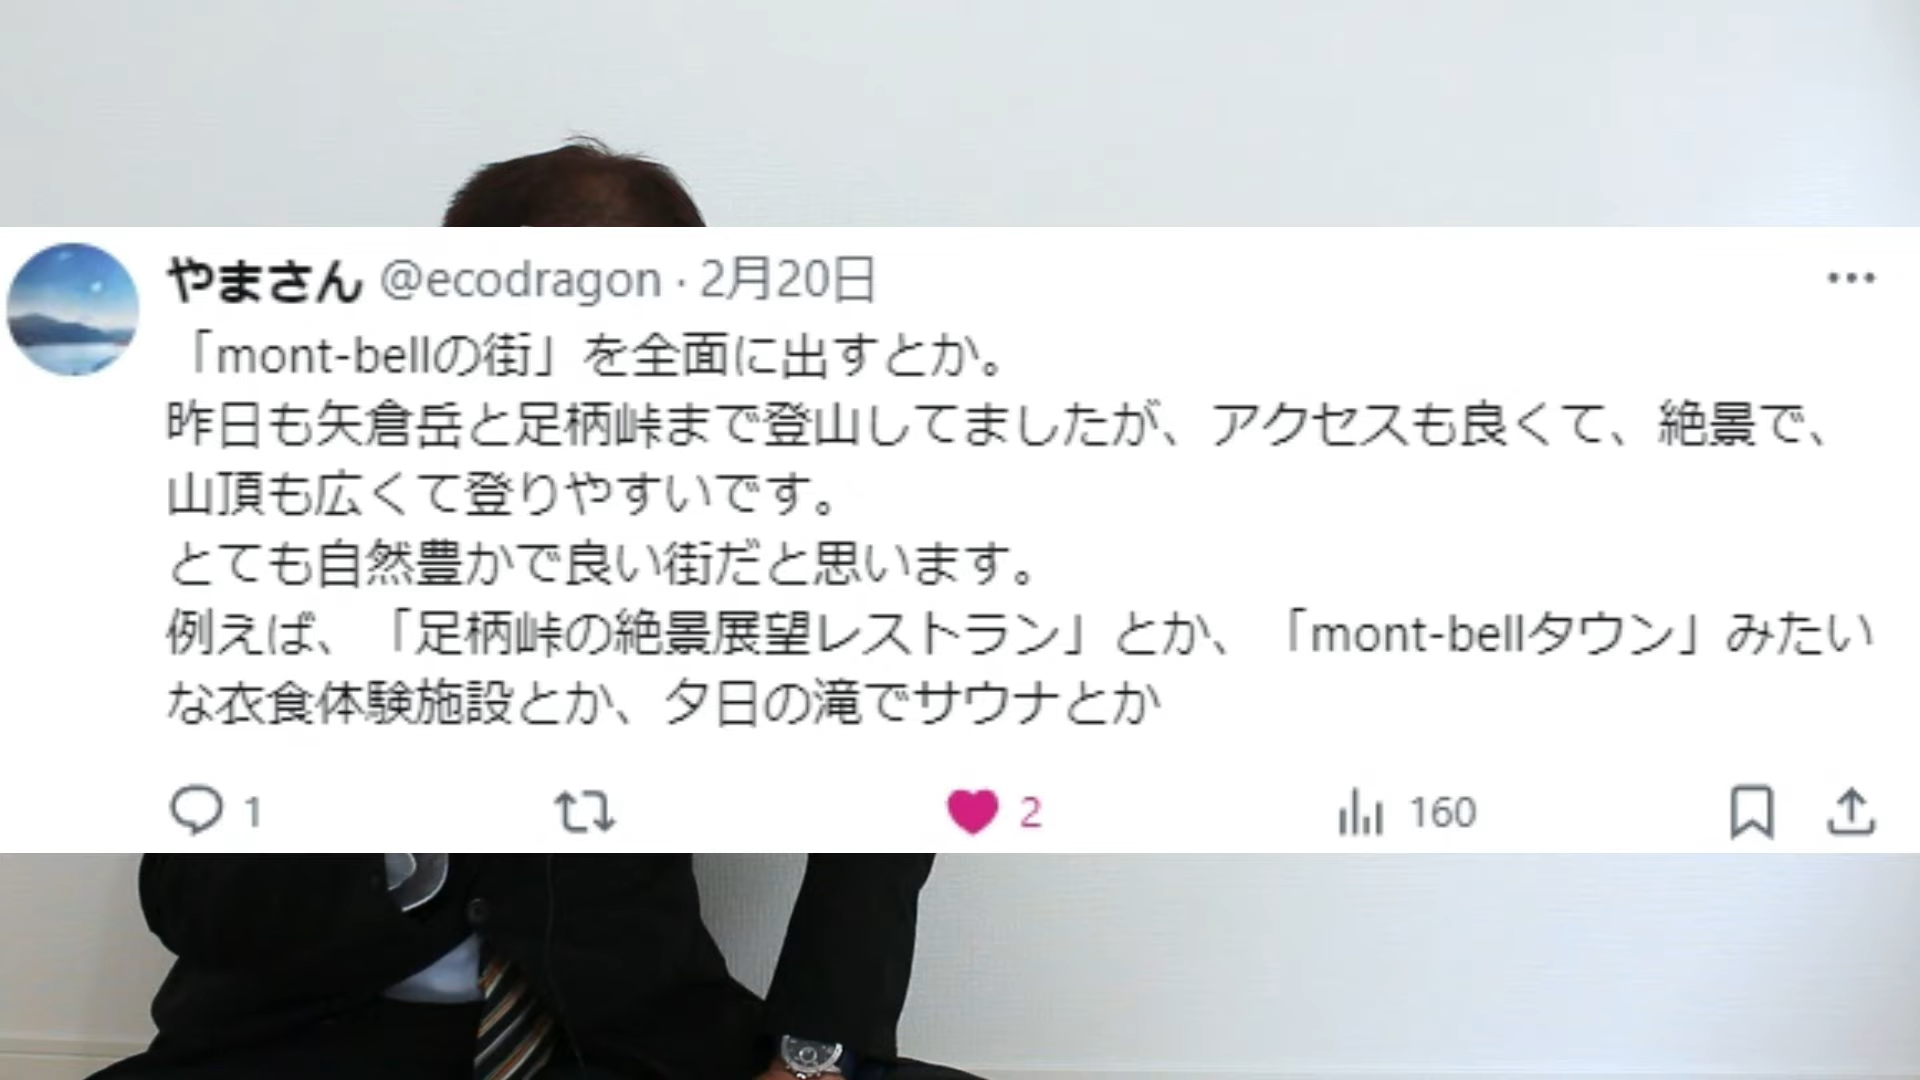 やまさん @ecodragon · 2月20日
「mont-bellの街」を全面に出すとか。
昨日も矢倉岳と足柄峠まで登山してましたが、アクセスも良くて、絶景で、
山頂も広くて登りやすいです。
とても自然豊かで良い街だと思います。
例えば、「足柄峠の絶景展望レストラン」とか、「mont-bellタウン」みたい
な衣食体験施設とか、夕日の滝でサウナとか
1 2 160